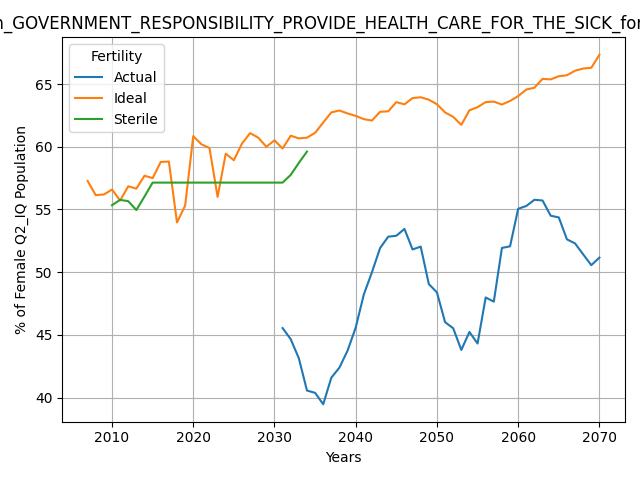 GOVERNMENT_RESPONSIBILITY_PROVIDE_HEALTH_CARE_FOR_THE_SICK_for
Fertility
Actual
Ideal
Sterile
% of Female Q2_IQ Population
65
60
55
50
45
40
2010 2020 2030 2040 2050 2060 2070
Years